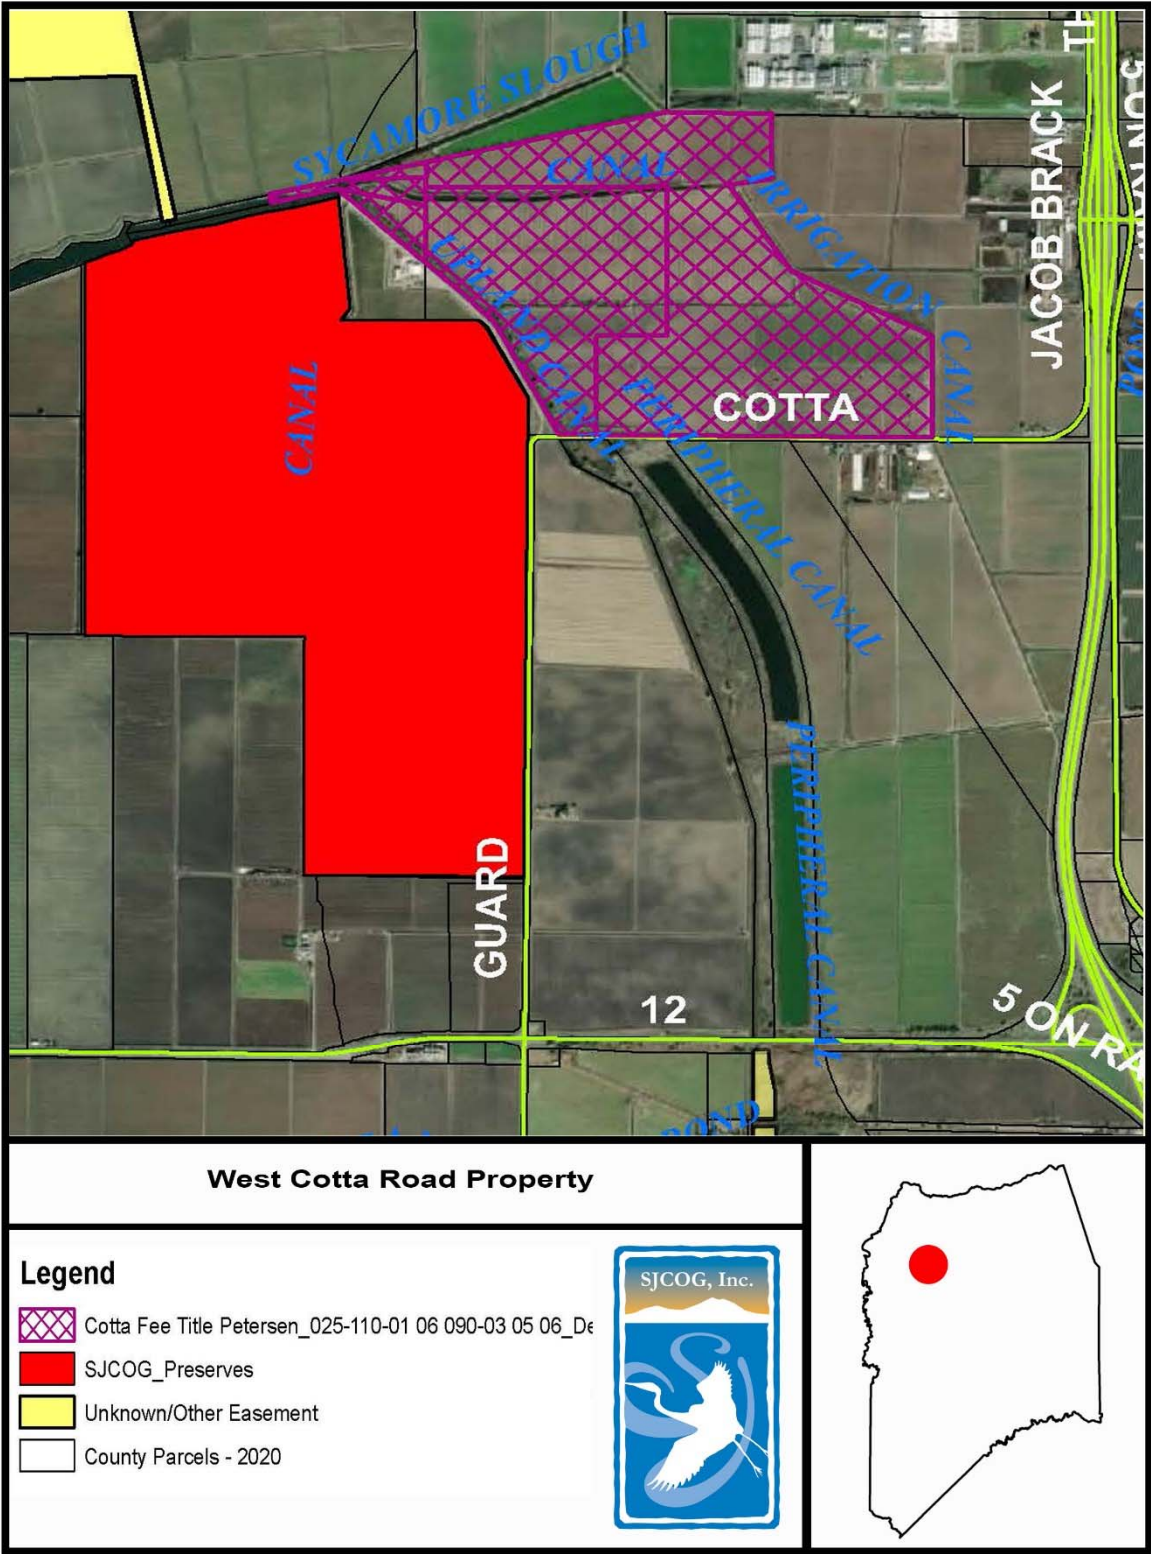 TH
SYCAMORE SLOUGH
JACOB BRACK
CANAL
IRRIGATION CANAL
UPLAND CANAL
CANAL
COTTA
PERIPHERAL CANAL
PERIPHERAL CANAL
GUARD
12
5 ON RA
POND
West Cotta Road Property
Legend
Cotta Fee Title Petersen_025-110-01 06 090-03 05 06_De
SJCOG_Preserves
Unknown/Other Easement
County Parcels - 2020
SJCOG, Inc.